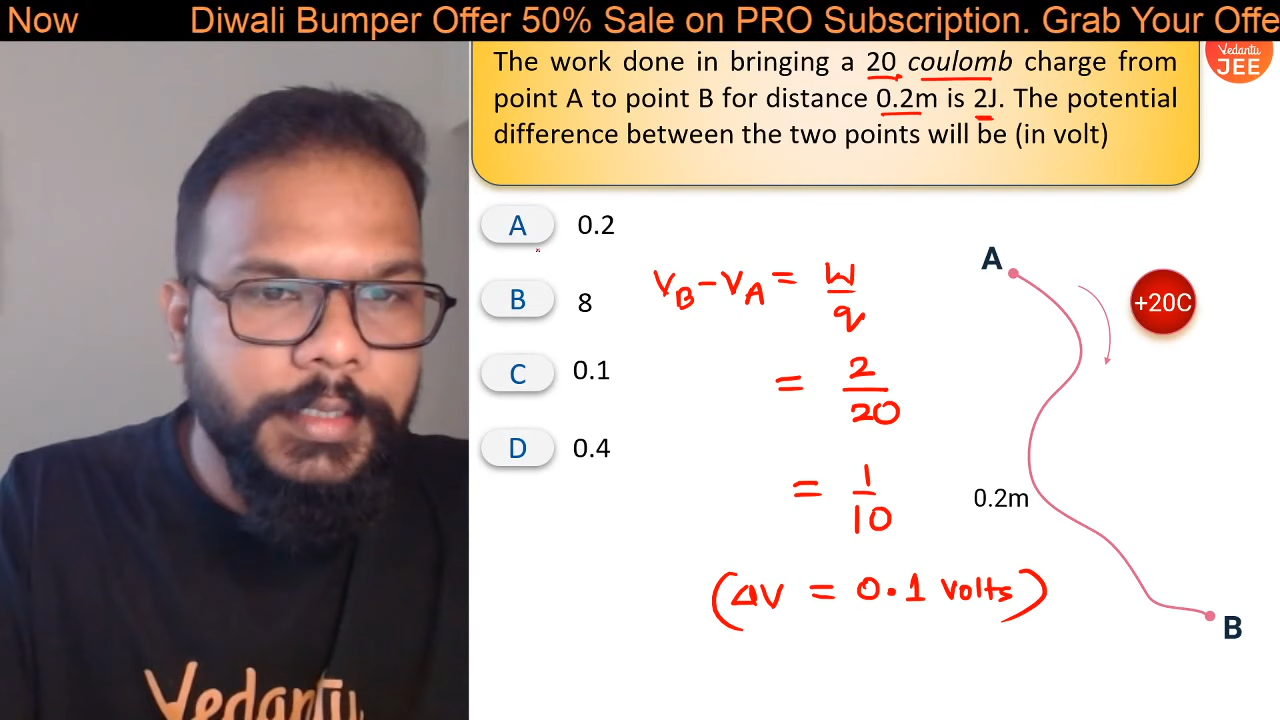 Now Diwali Bumper Offer 50% Sale on PRO Subscription. Grab Your Offe
The work done in bringing a 20 coulomb charge from
point A to point B for distance 0.2m is 2J. The potential
difference between the two points will be (in volt)
Vedantu
JEE
A 0.2
B 8
C 0.1
D 0.4
V_B - V_A = W/q
= 2/20
= 1/10
(ΔV = 0.1 volts)
A
+20C
0.2m
B
Vedantu